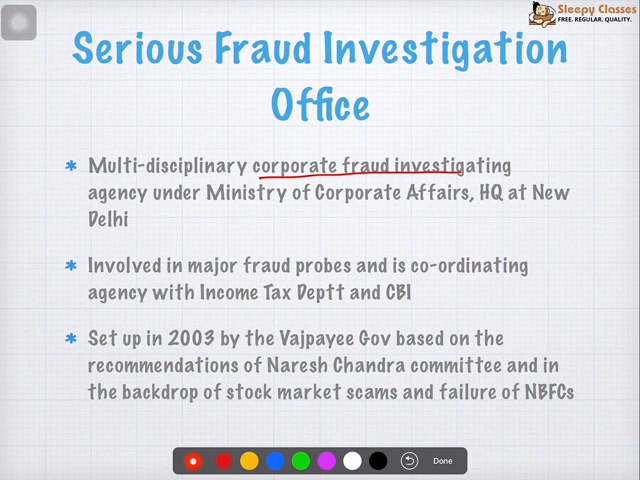 Sleepy Classes
FREE. REGULAR. QUALITY.
Serious Fraud Investigation
Office
* Multi-disciplinary corporate fraud investigating
agency under Ministry of Corporate Affairs, HQ at New
Delhi
* Involved in major fraud probes and is co-ordinating
agency with Income Tax Deptt and CBI
* Set up in 2003 by the Vajpayee Gov based on the
recommendations of Naresh Chandra committee and in
the backdrop of stock market scams and failure of NBFCs
Done